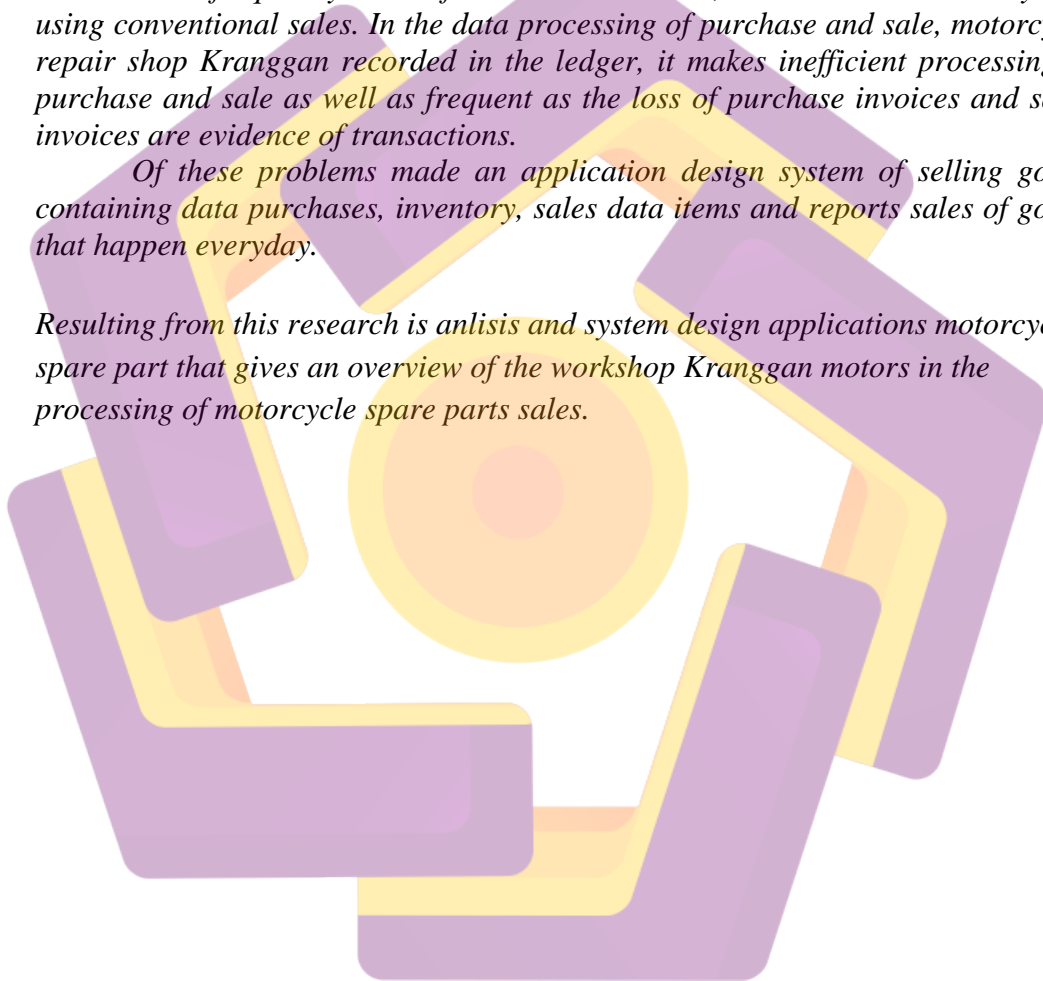 using conventional sales. In the data processing of purchase and sale,
repair shop Kranggan recorded in the ledger, it makes inefficient processing
purchase and sale as well as frequent as the loss of purchase invoices and
invoices are evidence of transactions.
Of these problems made an application design system of selling
containing data purchases, inventory, sales data items and reports sales of
that happen everyday.
Resulting from this research is anlisis and system design applications
spare part that gives an overview of the workshop Kranggan motors in the
processing of motorcycle spare parts sales.